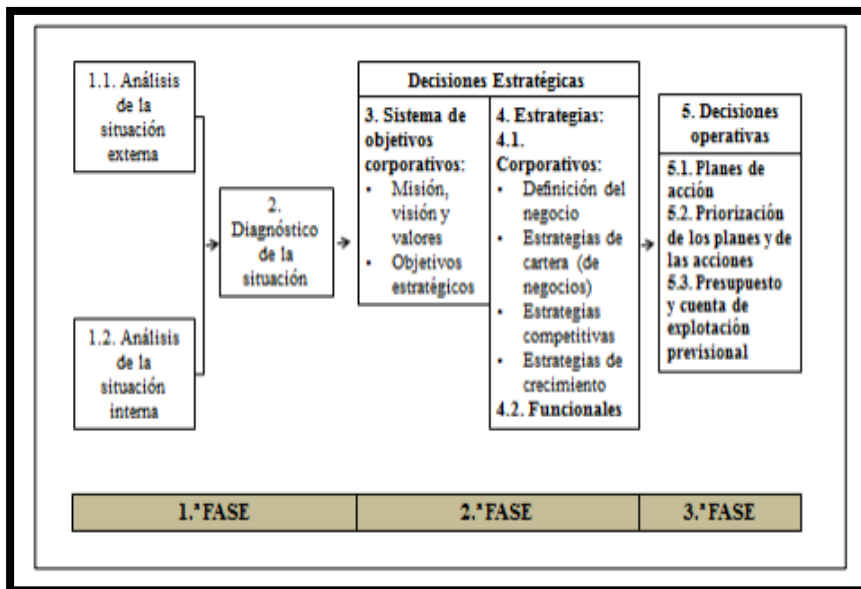 1.1. Análisis
de la
situación
externa
1.2. Análisis
de la
situación
interna
2.
Diagnóstico
de la
situación
Decisiones Estratégicas
3. Sistema de
objetivos
corporativos:
• Misión,
visión y
valores
• Objetivos
estratégicos
4. Estrategias:
4.1.
Corporativos:
• Definición del
negocio
• Estrategias de
cartera (de
negocios)
• Estrategias
competitivas
• Estrategias de
crecimiento
4.2. Funcionales
5. Decisiones
operativas
5.1. Planes de
acción
5.2. Priorización
de los planes y de
las acciones
5.3. Presupuesto
y cuenta de
explotación
previsional
1.ª FASE
2.ª FASE
3.ª FASE